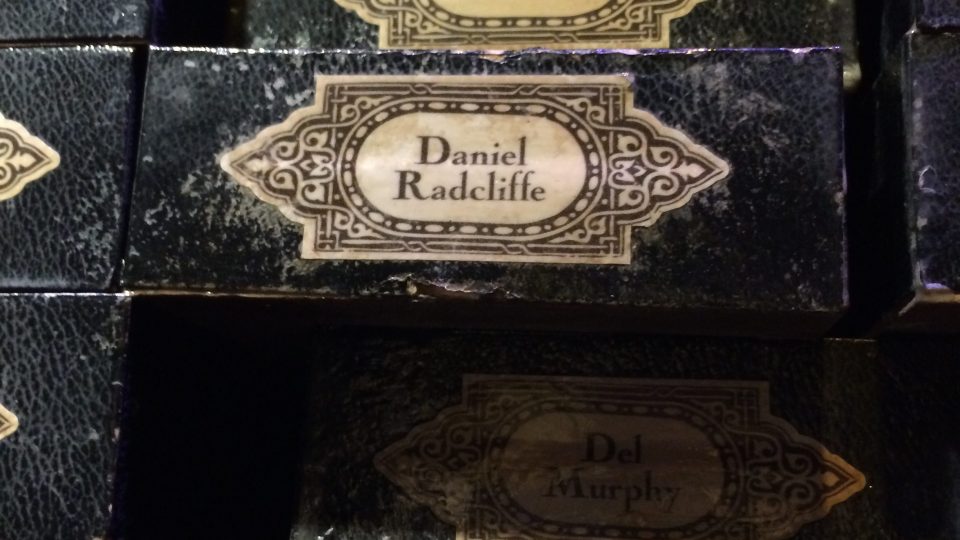 Daniel
Radcliffe
Del
Murphy